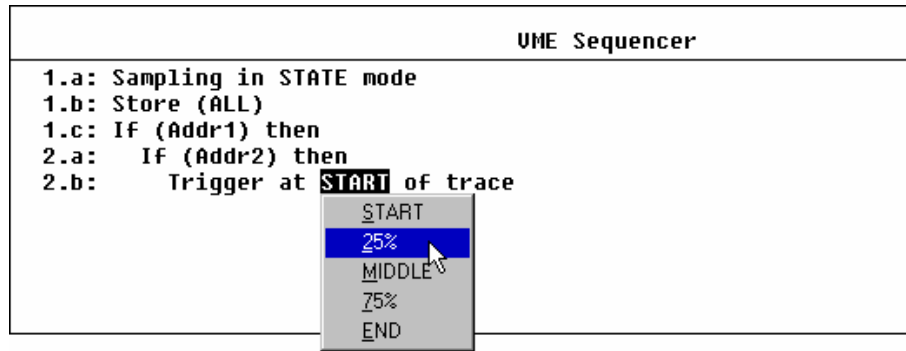 VME Sequencer
1.a: Sampling in STATE mode
1.b: Store (ALL)
1.c: If (Addr1) then
2.a: If (Addr2) then
2.b: Trigger at START of trace
START
25%
MIDDLE
75%
END